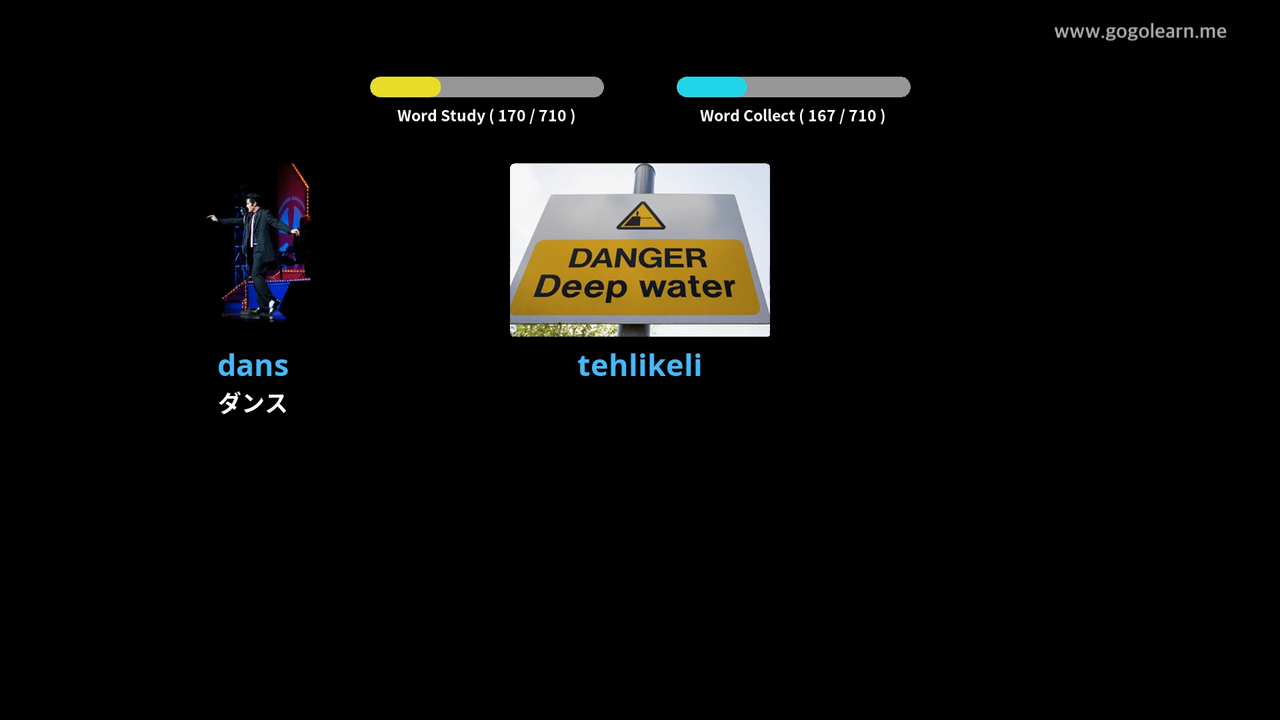 www.gogolearn.me
Word Study ( 170 / 710 )
Word Collect ( 167 / 710 )
DANGER
Deep water
dans
tehlikeli
ダンス